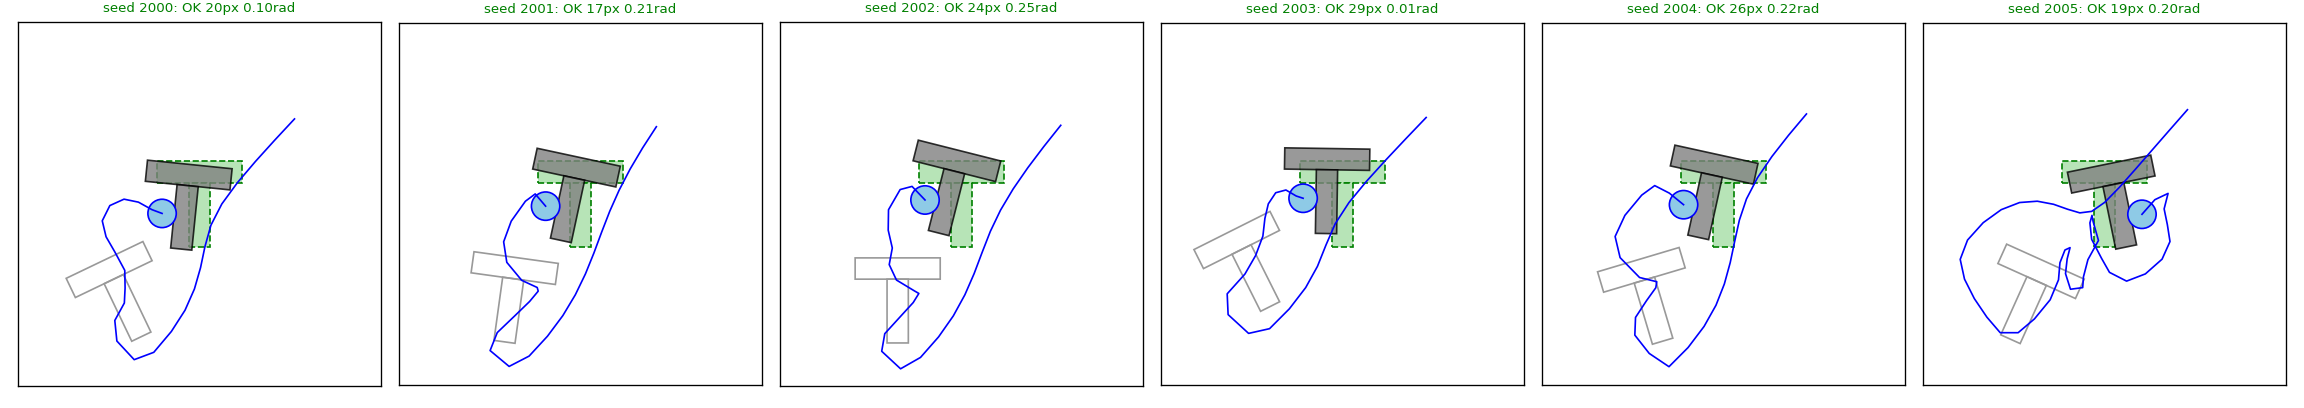 seed 2000: OK 20px 0.10rad
seed 2001: OK 17px 0.21rad
seed 2002: OK 24px 0.25rad
seed 2003: OK 29px 0.01rad
seed 2004: OK 26px 0.22rad
seed 2005: OK 19px 0.20rad